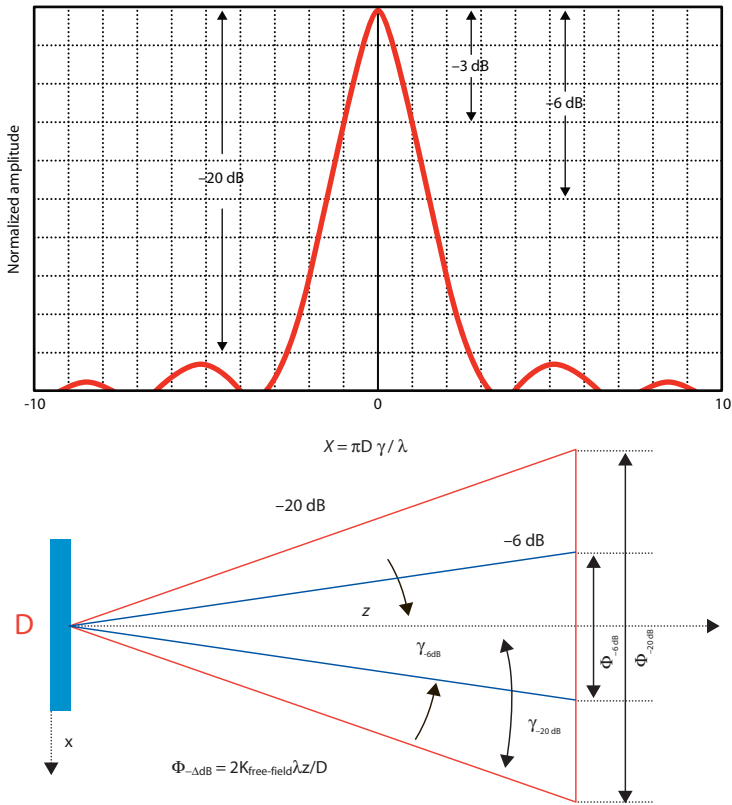 Normalized amplitude
–3 dB
–6 dB
–20 dB
-10
0
10
X = πD γ / λ
–20 dB
–6 dB
D
z
γ-6dB
Φ–6 dB
Φ–20 dB
γ–20 dB
x
Φ–ΔdB = 2Kfree-fieldλz/D